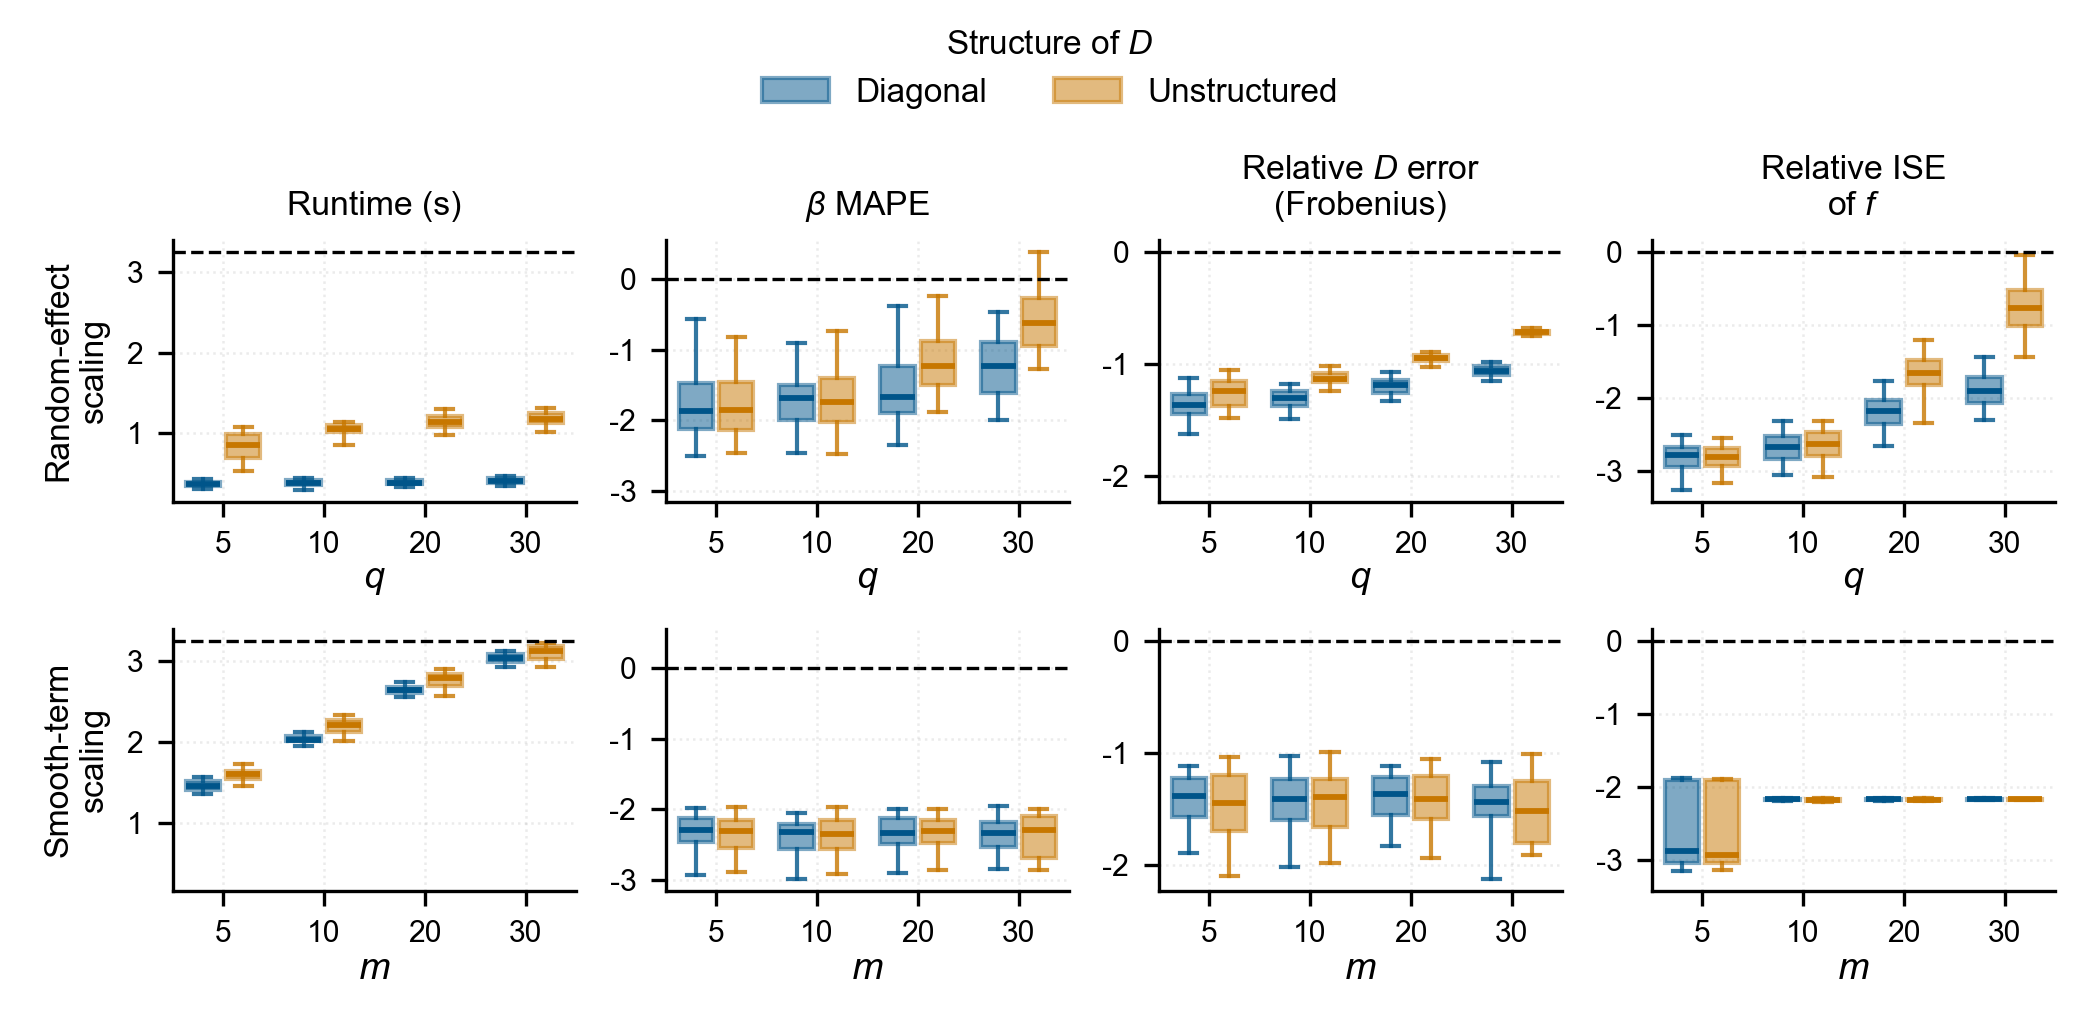 Structure of D
Diagonal Unstructured
Runtime (s) β MAPE Relative D error (Frobenius) Relative ISE of f
Random-effect scaling
3
2
1
5 10 20 30
q
0
-1
-2
-3
5 10 20 30
q
0
-1
-2
5 10 20 30
q
0
-1
-2
-3
5 10 20 30
q
Smooth-term scaling
3
2
1
5 10 20 30
m
0
-1
-2
-3
5 10 20 30
m
0
-1
-2
5 10 20 30
m
0
-1
-2
-3
5 10 20 30
m